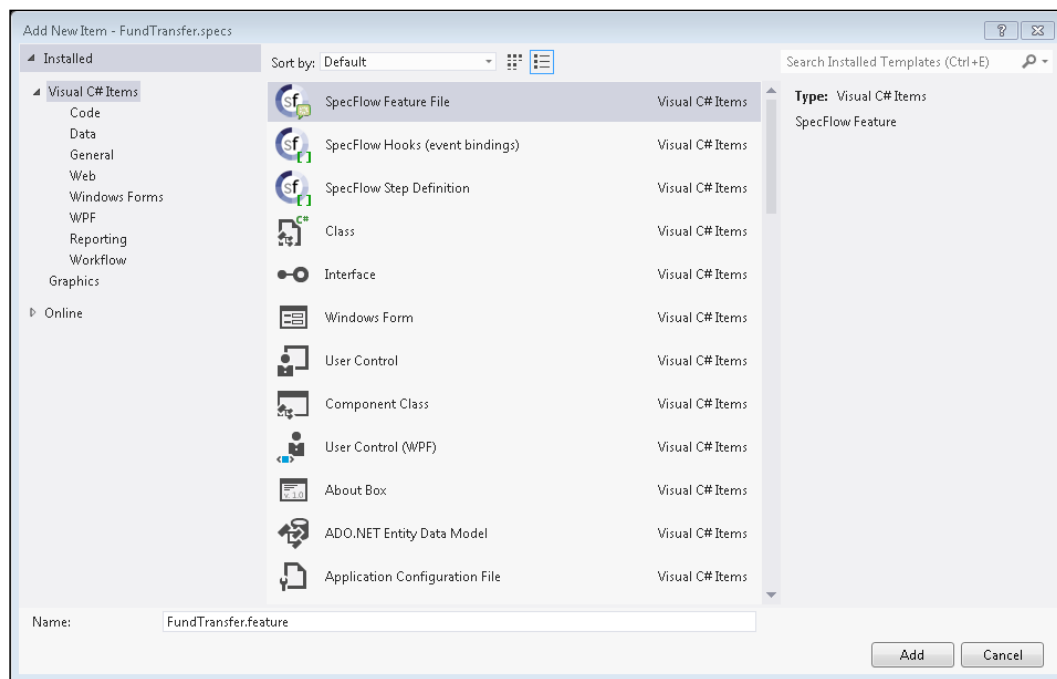 Add New Item - FundTransfer.specs
Installed
Sort by: Default
Search Installed Templates (Ctrl+E)
Visual C# Items
Code
Data
General
Web
Windows Forms
WPF
Reporting
Workflow
Graphics
Online
SpecFlow Feature File Visual C# Items
SpecFlow Hooks (event bindings) Visual C# Items
SpecFlow Step Definition Visual C# Items
Class Visual C# Items
Interface Visual C# Items
Windows Form Visual C# Items
User Control Visual C# Items
Component Class Visual C# Items
User Control (WPF) Visual C# Items
About Box Visual C# Items
ADO.NET Entity Data Model Visual C# Items
Application Configuration File Visual C# Items
Type: Visual C# Items
SpecFlow Feature
Name: FundTransfer.feature
Add Cancel